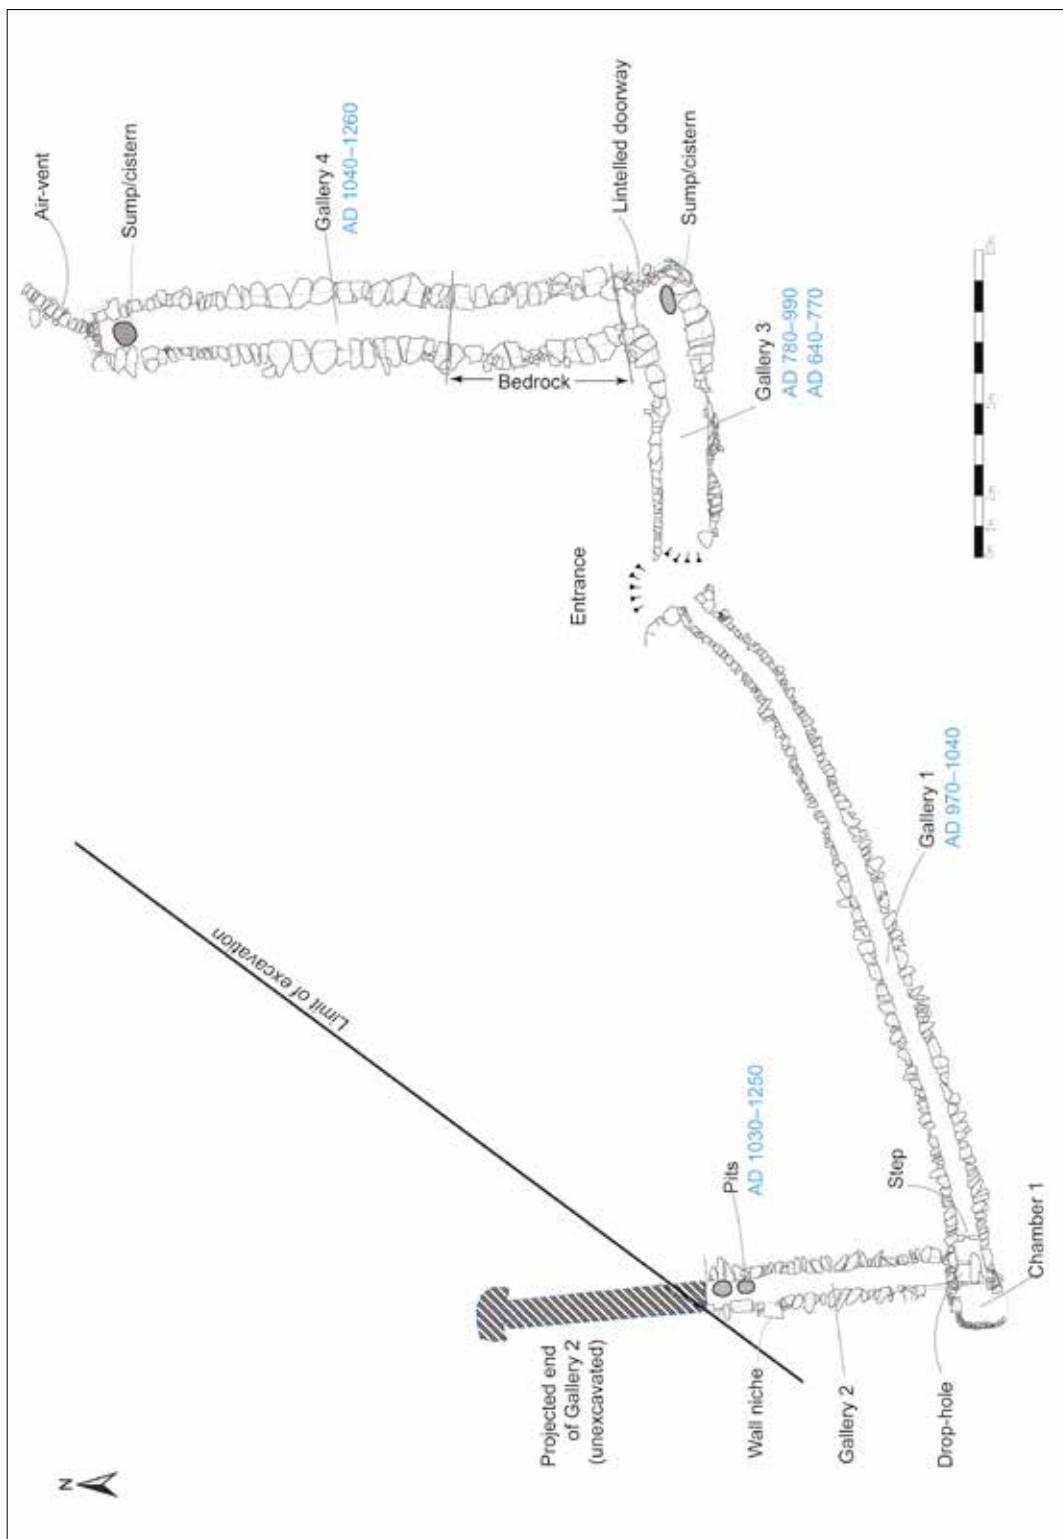 N
Air-vent
Sump/cistern
Limit of excavation
Gallery 4
AD 1040–1260
Bedrock
Projected end
of Gallery 2
(unexcavated)
Entrance
Lintelled doorway
Sump/cistern
Pits
AD 1030–1250
Wall niche
Gallery 3
AD 780–990
AD 640–770
Gallery 2
Step
Gallery 1
AD 970–1040
Drop-hole
Chamber 1